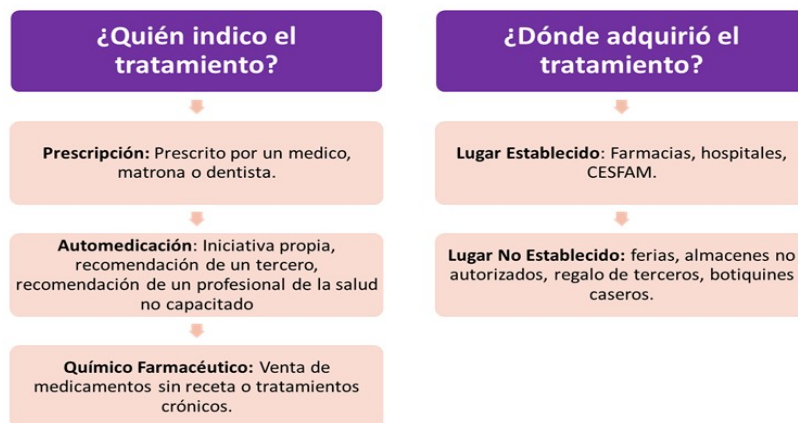 ¿Quién indico el
tratamiento?
Prescripción: Prescrito por un medico,
matrona o dentista.
Automedicación: Iniciativa propia,
recomendación de un tercero,
recomendación de un profesional de la salud
no capacitado
Químico Farmacéutico: Venta de
medicamentos sin receta o tratamientos
crónicos.
¿Dónde adquirió el
tratamiento?
Lugar Establecido: Farmacias, hospitales,
CESFAM.
Lugar No Establecido: ferias, almacenes no
autorizados, regalo de terceros, botiquines
caseros.